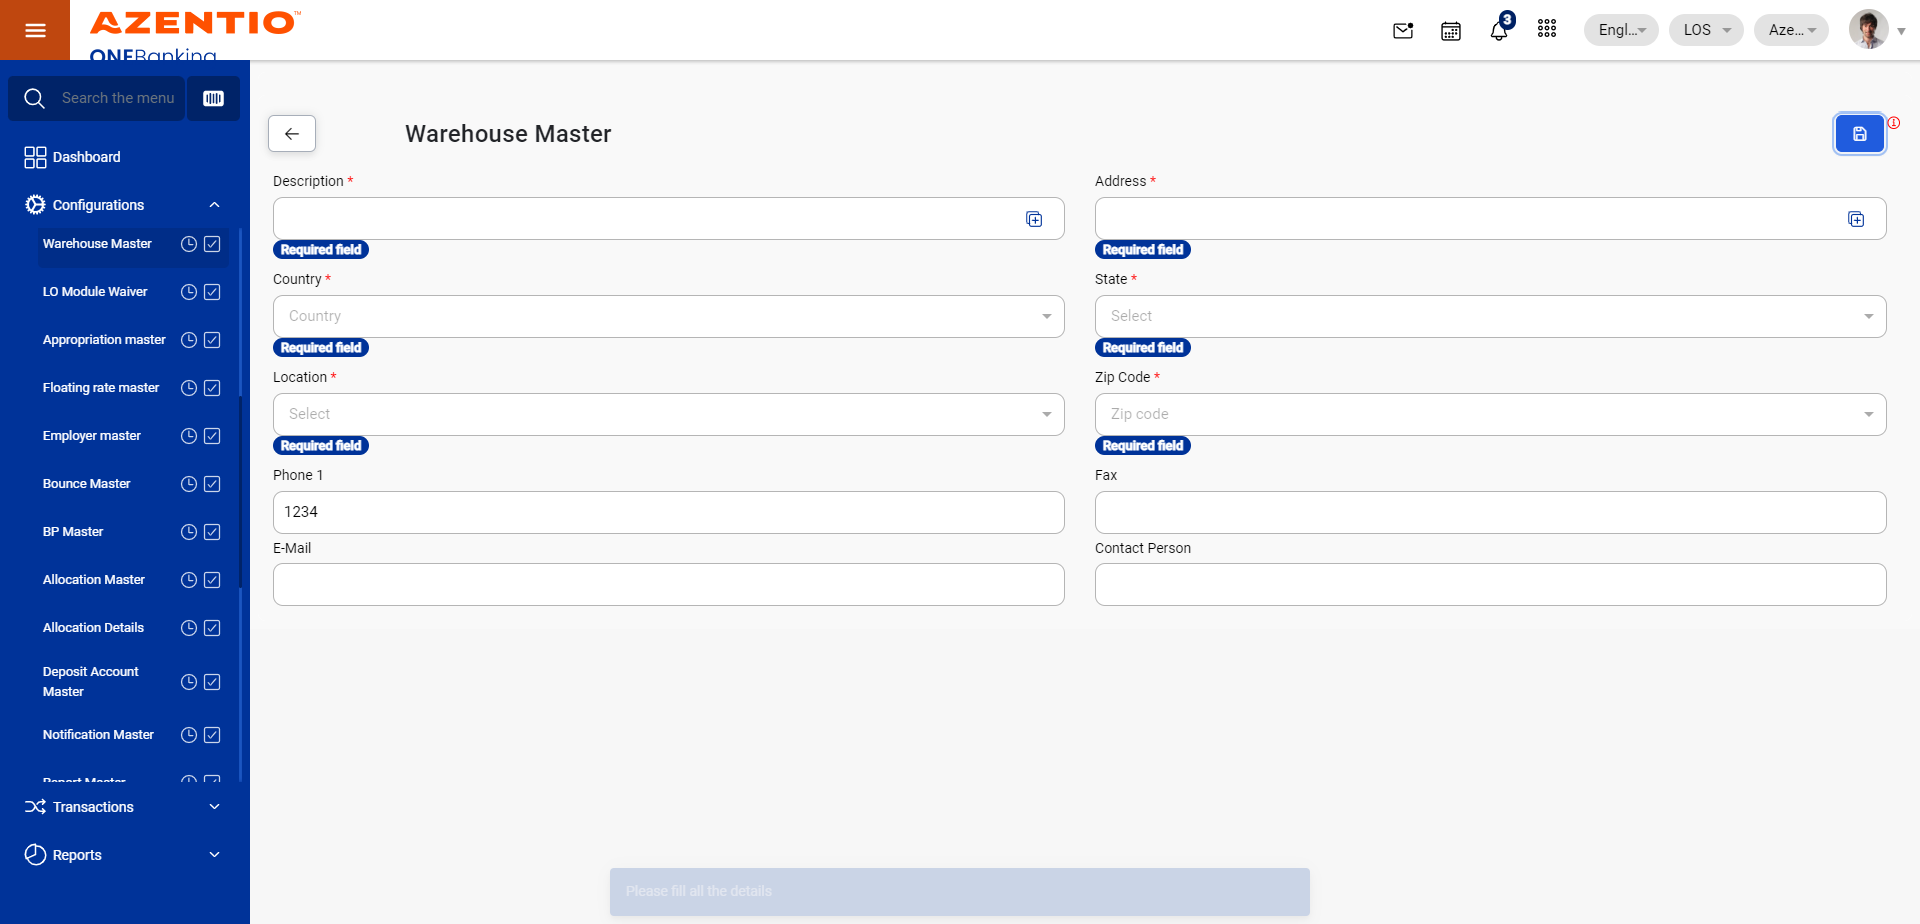 AZENTIO™
ONEBanking
3
Engl...
LOS
Aze...
Search the menu
Dashboard
Configurations
Warehouse Master
LO Module Waiver
Appropriation master
Floating rate master
Employer master
Bounce Master
BP Master
Allocation Master
Allocation Details
Deposit Account
Master
Notification Master
Report Master
Transactions
Reports
Warehouse Master
Description *
Required field
Address *
Required field
Country *
Country
Required field
State *
Select
Required field
Location *
Select
Required field
Zip Code *
Zip code
Required field
Phone 1
1234
Fax
E-Mail
Contact Person
Please fill all the details